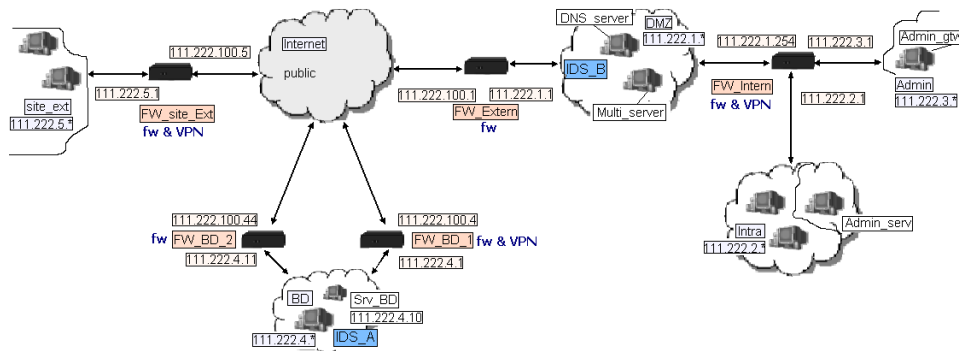 111.222.100.5
Internet
public
site_ext
111.222.5.*
111.222.5.1
FW_site_Ext
fw & VPN
DNS_server
DMZ
111.222.1.*
IDS_B
111.222.100.1
111.222.1.1
FW_Extern
fw
Multi_server
111.222.1.254
111.222.3.1
Admin_gtw
FW_Intern
fw & VPN
111.222.2.1
Admin
111.222.3.*
111.222.100.44
fw
FW_BD_2
111.222.4.11
111.222.100.4
FW_BD_1
fw & VPN
111.222.4.1
BD
Srv_BD
111.222.4.10
111.222.4.*
IDS_A
Intra
111.222.2.*
Admin_serv